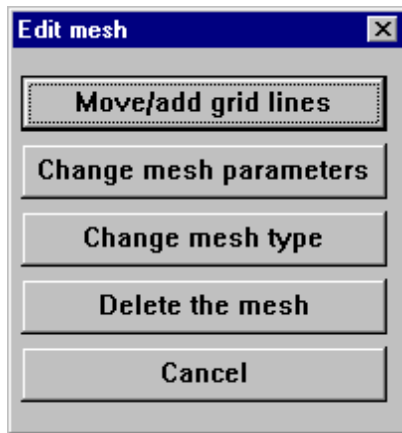 Edit mesh
Move/add grid lines
Change mesh parameters
Change mesh type
Delete the mesh
Cancel